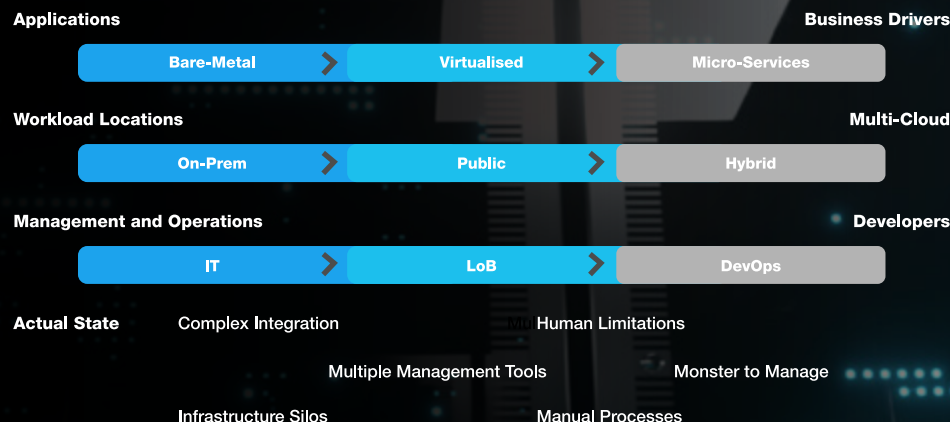 Applications Business Drivers
Bare-Metal Virtualised Micro-Services
Workload Locations Multi-Cloud
On-Prem Public Hybrid
Management and Operations Developers
IT LoB DevOps
Actual State Complex Integration Mul Human Limitations
Multiple Management Tools Monster to Manage
Infrastructure Silos Manual Processes